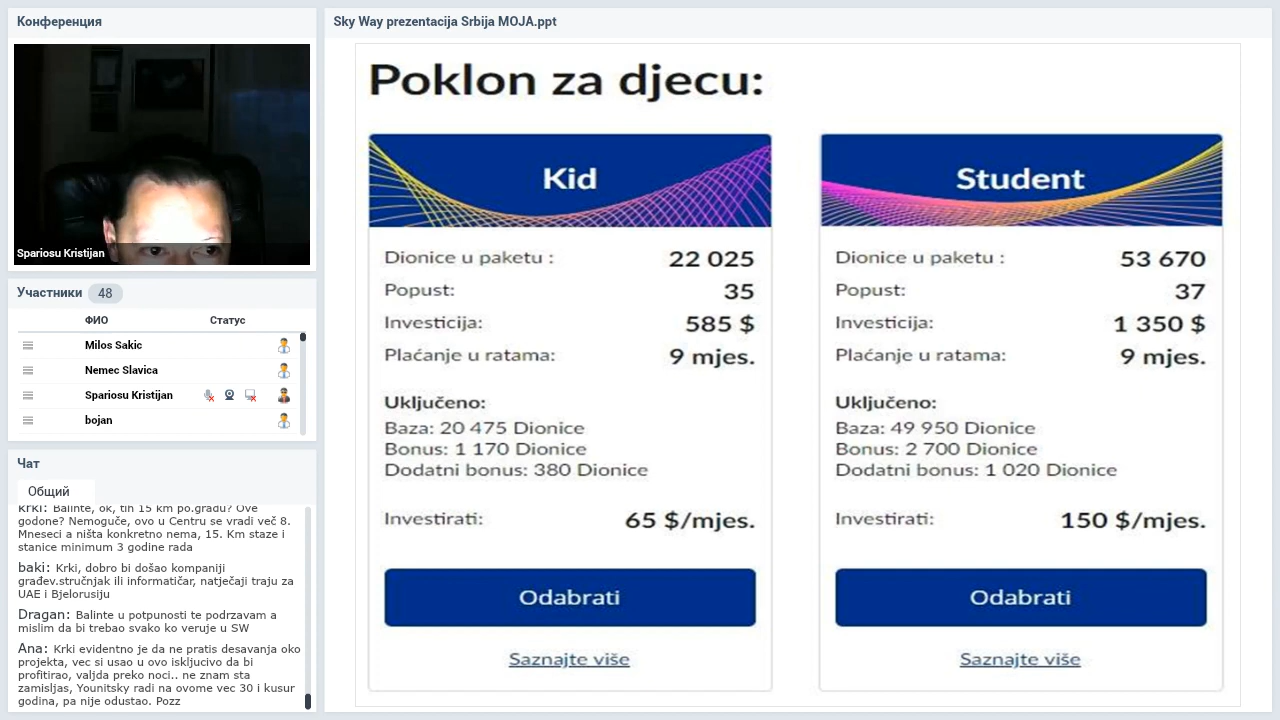 Конференция
Spariosu Kristijan
Участники 48
ФИО Статус
Milos Sakic
Nemec Slavica
Spariosu Kristijan
bojan
Чат
Общий
Krki: Balinte, ok, tih 15 km po.gradu? Ove
godone? Nemoguče, ovo u Centru se vradi več 8.
Mneseci a ništa konkretno nema, 15. Km staze i
stanice minimum 3 godine rada
baki: Krki, dobro bi došao kompaniji
građev.stručnjak ili informatičar, natječaji traju za
UAE i Bjelorusiju
Dragan: Balinte u potpunosti te podrzavam a
mislim da bi trebao svako ko veruje u SW
Ana: Krki evidentno je da ne pratis desavanja oko
projekta, vec si usao u ovo iskljucivo da bi
profitirao, valjda preko noci.. ne znam sta
zamisljas, Younitsky radi na ovome vec 30 i kusur
godina, pa nije odustao. Pozz
Sky Way prezentacija Srbija MOJA.ppt
Poklon za djecu:
Kid
Dionice u paketu : 22 025
Popust: 35
Investicija: 585 $
Plaćanje u ratama: 9 mjes.
Uključeno:
Baza: 20 475 Dionice
Bonus: 1 170 Dionice
Dodatni bonus: 380 Dionice
Investirati: 65 $/mjes.
Odabrati
Saznajte više
Student
Dionice u paketu : 53 670
Popust: 37
Investicija: 1 350 $
Plaćanje u ratama: 9 mjes.
Uključeno:
Baza: 49 950 Dionice
Bonus: 2 700 Dionice
Dodatni bonus: 1 020 Dionice
Investirati: 150 $/mjes.
Odabrati
Saznajte više